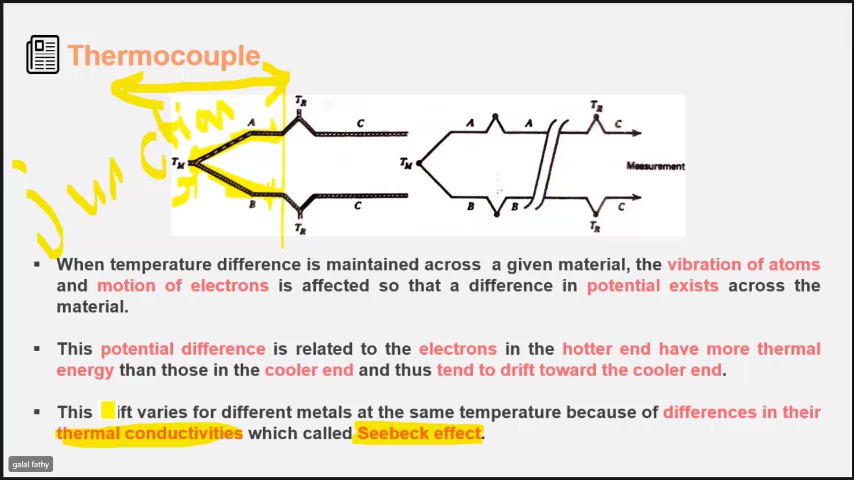 Thermocouple
Junction
T_R
A
C
T_M
B
C
T_R
A
A
T_R
C
T_M
Measurement
B
B
C
T_R
▪ When temperature difference is maintained across a given material, the vibration of atoms
and motion of electrons is affected so that a difference in potential exists across the
material.
▪ This potential difference is related to the electrons in the hotter end have more thermal
energy than those in the cooler end and thus tend to drift toward the cooler end.
▪ This ift varies for different metals at the same temperature because of differences in their
thermal conductivities which called Seebeck effect.
galal fathy